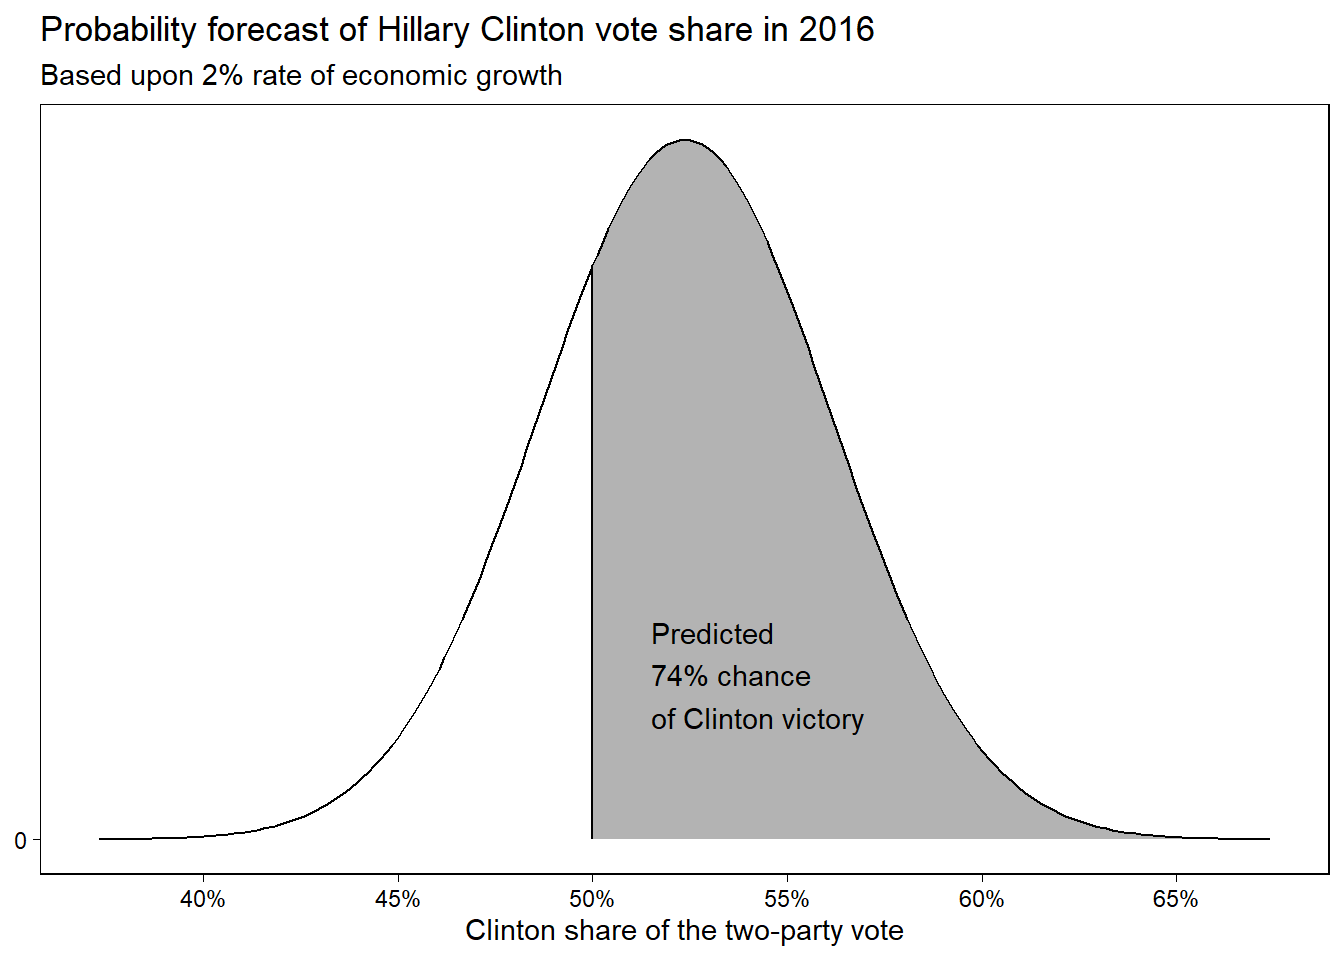 Probability forecast of Hillary Clinton vote share in 2016
Based upon 2% rate of economic growth
Predicted
74% chance
of Clinton victory
0
40% 45% 50% 55% 60% 65%
Clinton share of the two-party vote